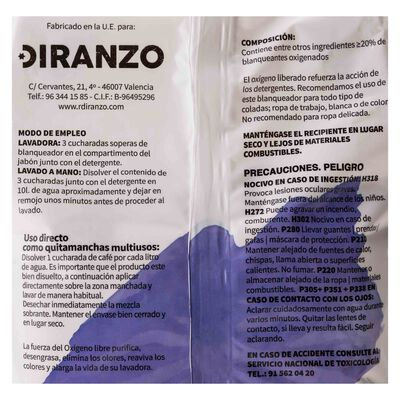 Fabricado en la U.E. para:
DIRANZO
C/ Cervantes, 21, 4º - 46007 Valencia
Telf.: 96 344 15 85 - C.I.F.: B-96495296
www.rdiranzo.com
MODO DE EMPLEO
LAVADORA: 3 cucharadas soperas de
blanqueador en el compartimento del
jabón junto con el detergente.
LAVADO A MANO: Disolver el contenido de
3 cucharadas junto con el detergente en
10l. de agua aproximadamente y dejar en
remojo unos minutos antes de proceder al
lavado.
Uso directo
como quitamanchas multiusos:
Disolver 1 cucharada de café por cada litro
de agua. Es importante que el producto este
bien disuelto, a continuación aplicar
directamente sobre la zona manchada y
lavar de manera habitual.
Desechar inmediatamente la mezcla
sobrante. Mantener el envase bien cerrado y
en lugar seco.
La fuerza del Oxígeno libre purifica,
desengrasa, elimina los olores, reaviva los
colores y alarga la vida de su lavadora.
COMPOSICIÓN:
Contiene entre otros ingredientes ≥20% de
blanqueantes oxigenados
El oxígeno liberado refuerza la acción de
los detergentes. Recomendamos el uso de
este blanqueador para todo tipo de
coladas; ropa de trabajo, blanca o de color
No recomendado para ropa delicada.
MANTÉNGASE EL RECIPIENTE EN LUGAR
SECO Y LEJOS DE MATERIALES
COMBUSTIBLES.
PRECAUCIONES. PELIGRO
NOCIVO EN CASO DE INGESTIÓN: H318
Provoca lesiones oculares graves.
Manténgase fuera del alcance de los niños.
H272 Puede agravar un incendio,
comburente. H302 Nocivo en caso de
ingestión. P280 Llevar guantes | prenda /
gafas | máscara de protección. P210
Mantener alejado de fuentes de calor,
chispas, llama abierta o superficies
calientes. No fumar. P220 Mantener o
almacenar alejado de la ropa | materiales
combustibles. P305+ P351 + P338 EN
CASO DE CONTACTO CON LOS OJOS:
Aclarar cuidadosamente con agua durante
varios minutos. Quitar las lentes de
contacto, si lleva y resulta fácil. Seguir
aclarando.
EN CASO DE ACCIDENTE CONSULTE AL
SERVICIO NACIONAL DE TOXICOLOGÍA
TEL.: 91 562 04 20